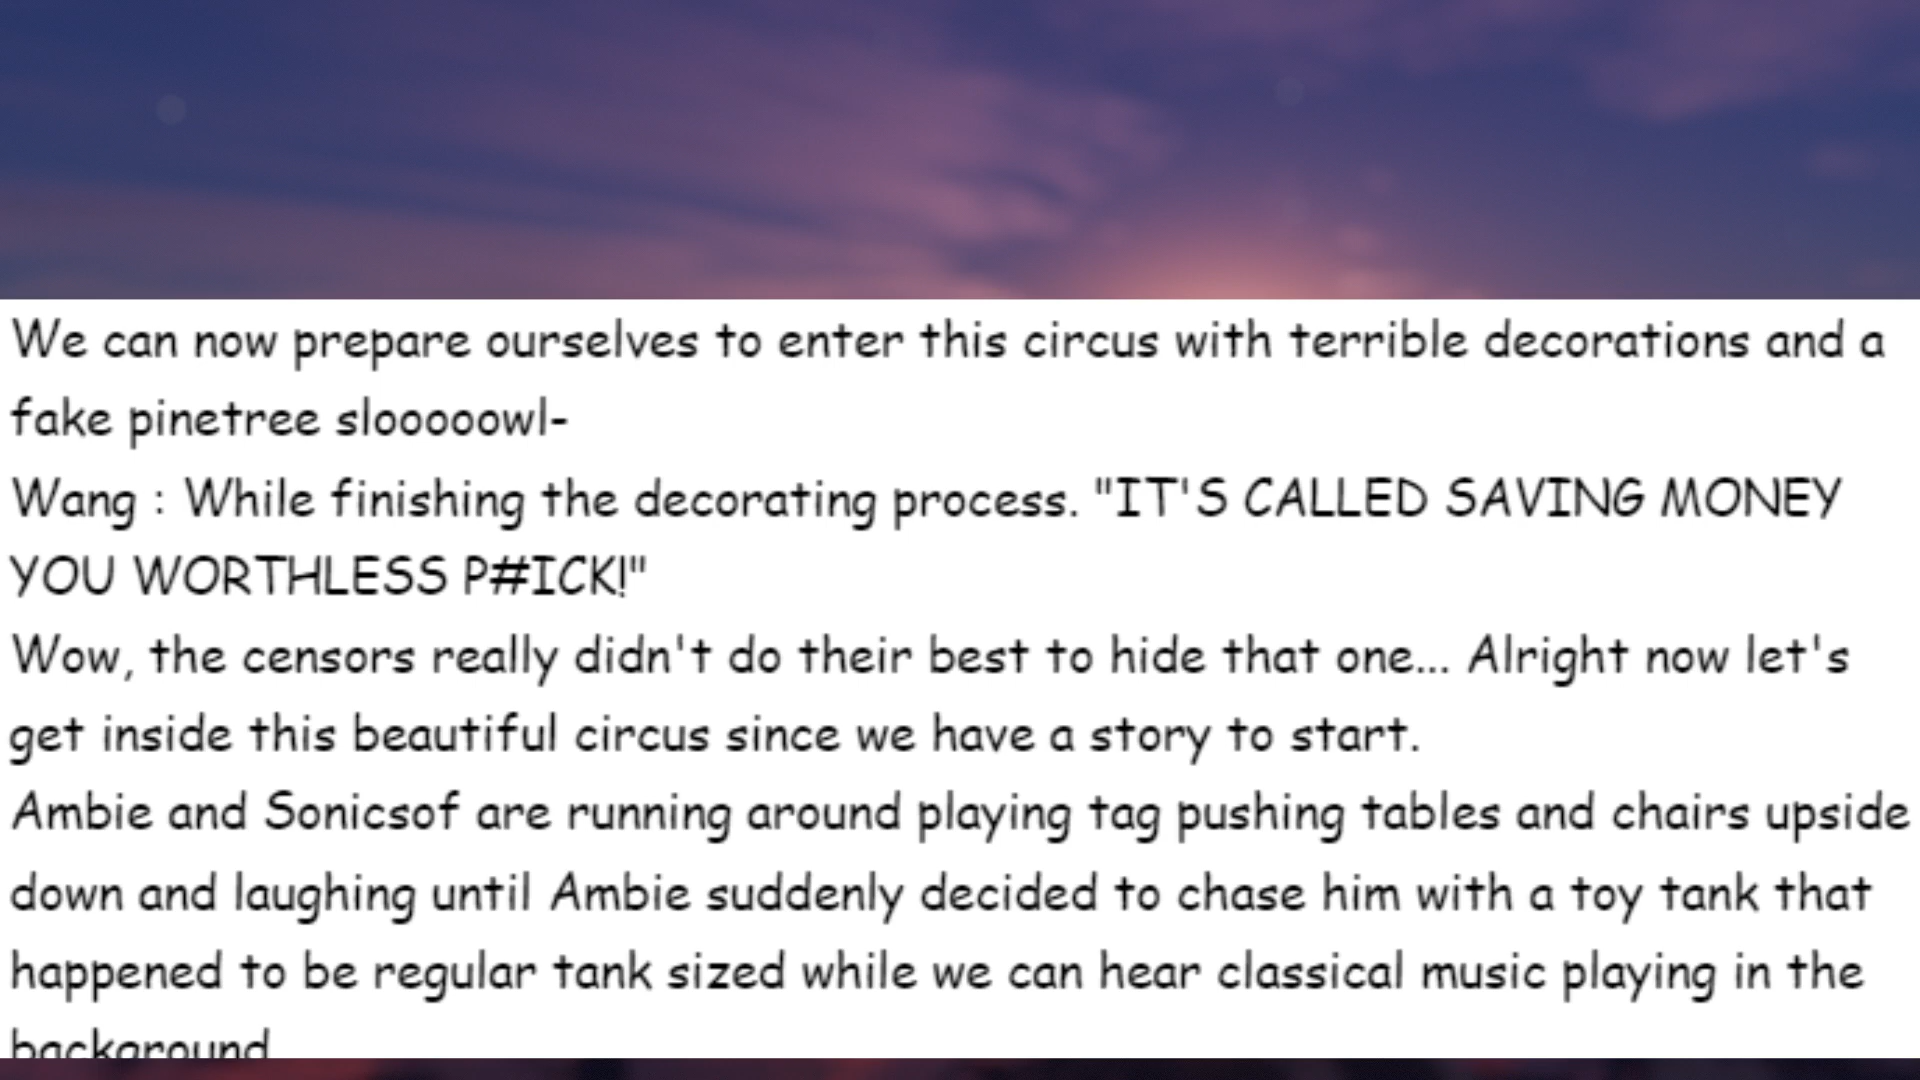 We can now prepare ourselves to enter this circus with terrible decorations and a
fake pinetree slooooowl-
Wang : While finishing the decorating process. "IT'S CALLED SAVING MONEY
YOU WORTHLESS P#ICK!"
Wow, the censors really didn't do their best to hide that one... Alright now let's
get inside this beautiful circus since we have a story to start.
Ambie and Sonicsof are running around playing tag pushing tables and chairs upside
down and laughing until Ambie suddenly decided to chase him with a toy tank that
happened to be regular tank sized while we can hear classical music playing in the
background